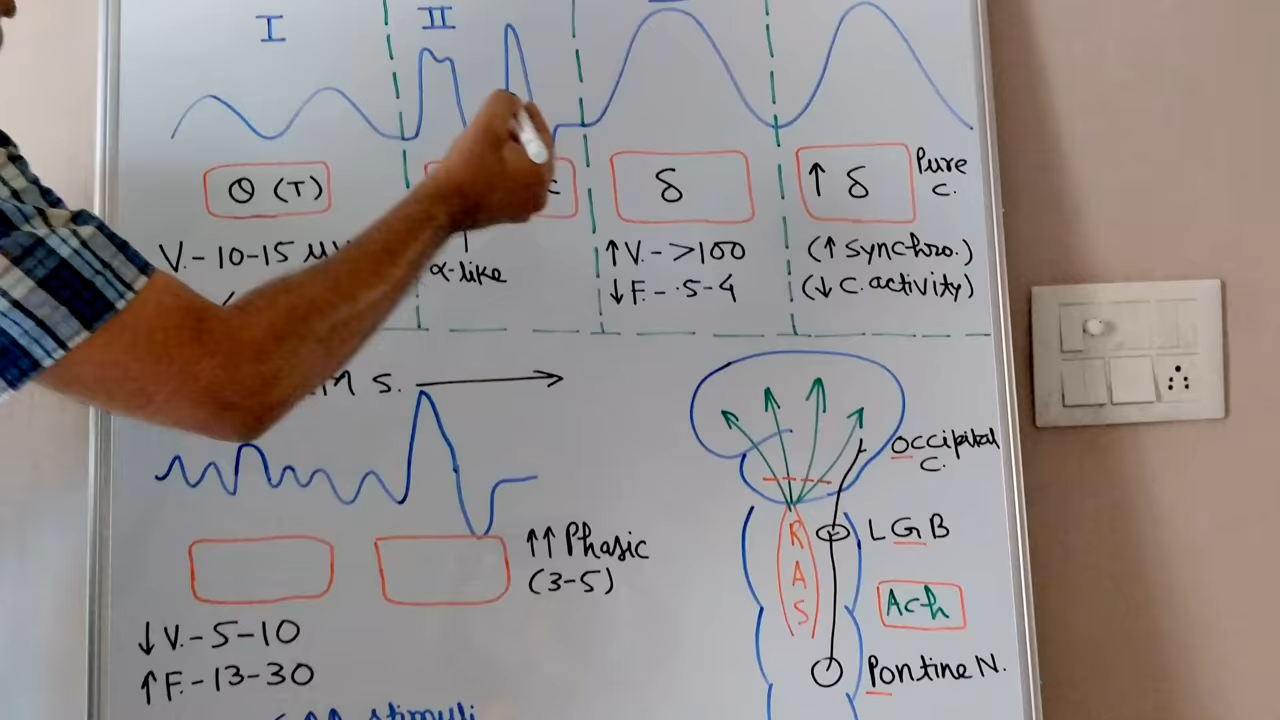 I
II
θ (T)
δ
↑ δ
Pure
c.
V.-10-15
α-like
↑V.->100
↓F.-.5-4
(↑ Synchro.)
(↓ C. activity)
s.
↑↑ Phasic
(3-5)
↓V.-5-10
↑F.-13-30
stimuli
Occipital
C.
RAS
LGB
Ach
Pontine N.